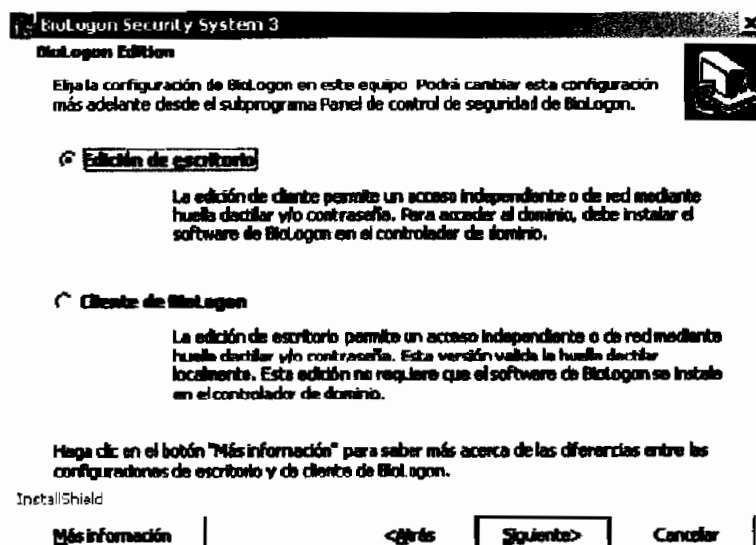 BioLogon Security System 3
BioLogon Edition
Elija la configuración de BioLogon en este equipo. Podrá cambiar esta configuración
más adelante desde el subprograma Panel de control de seguridad de BioLogon.
Edición de escritorio
La edición de cliente permite un acceso independiente o de red mediante
huella dactilar y/o contraseña. Para acceder al dominio, debe instalar el
software de BioLogon en el controlador de dominio.
Cliente de BioLogon
La edición de escritorio permite un acceso independiente o de red mediante
huella dactilar y/o contraseña. Esta versión valida la huella dactilar
localmente. Esta edición no requiere que el software de BioLogon se instale
en el controlador de dominio.
Haga clic en el botón "Más información" para saber más acerca de las diferencias entre las
configuraciones de escritorio y de cliente de BioLogon.
InstallShield
Más información
<Atrás
Siguiente>
Cancelar